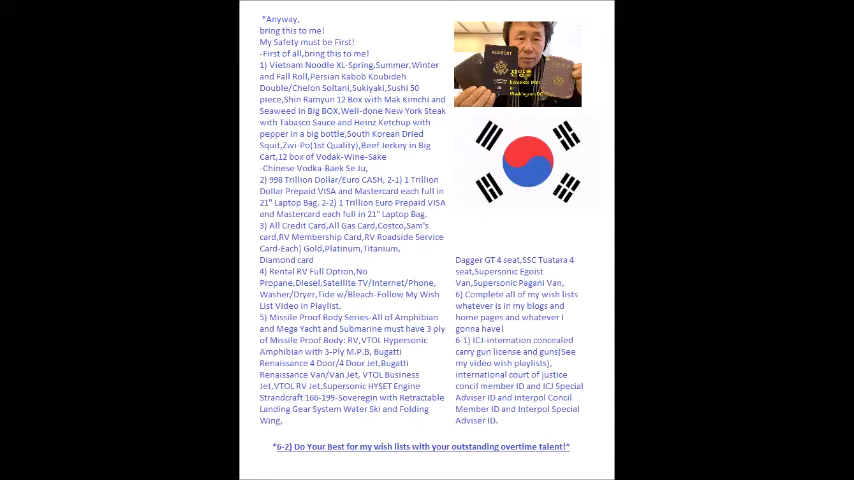 *Anyway,
bring this to me!
My Safety must be First!
-First of all,bring this to me!
1) Vietnam Noodle XL-Spring,Summer,Winter
and Fall Roll,Persian Kabob Koubideh
Double/Chelon Soltani,Sukiyaki,Sushi 50
piece,Shin Ramyun 12 Box with Mak Kimchi and
Seaweed in Big BOX,Well-done New York Steak
with Tabasco Sauce and Heinz Ketchup with
pepper in a big bottle,South Korean Dried
Squit,Zwi-Po(1st Quality),Beef Jerkey in Big
Cart,12 box of Vodak-Wine-Sake
-Chinese Vodka-Baek Se Ju,
2) 998 Trillion Dollar/Euro CASH, 2-1) 1 Trillion
Dollar Prepaid VISA and Mastercard each full in
21" Laptop Bag. 2-2) 1 Trillion Euro Prepaid VISA
and Mastercard each full in 21" Laptop Bag.
3) All Credit Card,All Gas Card,Costco,Sam's
card,RV Membership Card,RV Roadside Service
Card-Each) Gold,Platinum,Titanium,
Diamond card
4) Rental RV Full Option,No
Propane,Diesel,Satellite TV/Internet/Phone,
Washer/Dryer,Tide w/Bleach-Follow My Wish
List Video in Playlist.
5) Missile Proof Body Series-All of Amphibian
and Mega Yacht and Submarine must have 3 ply
of Missile Proof Body: RV,VTOL Hypersonic
Amphibian with 3-Ply M.P.B, Bugatti
Renaissance 4 Door/4 Door Jet,Bugatti
Renaissance Van/Van Jet, VTOL Business
Jet,VTOL RV Jet,Supersonic HYSET Engine
Strandcraft 166-199-Soveregin with Retractable
Landing Gear System Water Ski and Folding
Wing,
PASSPORT
Dagger GT 4 seat,SSC Tuatara 4
seat,Supersonic Egoist
Van,Supersonic Pagani Van,
6) Complete all of my wish lists
whatever is in my blogs and
home pages and whatever I
gonna have!
6-1) ICJ-internation concealed
carry gun license and guns(See
my video wish playlists),
international court of justice
concil member ID and ICJ Special
Adviser ID and Interpol Concil
Member ID and Interpol Special
Adviser ID.
*6-2) Do Your Best for my wish lists with your outstanding overtime talent!*